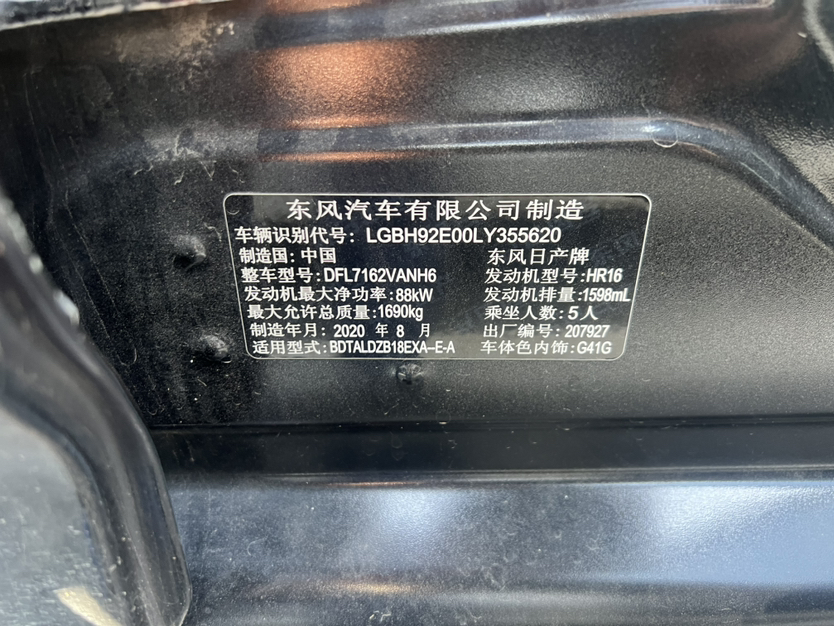 东风汽车有限公司制造
车辆识别代号: LGBH92E00LY355620
制造国: 中国 东风日产牌
整车型号: DFL7162VANH6 发动机型号: HR16
发动机最大净功率: 88kW 发动机排量: 1598mL
最大允许总质量: 1690kg 乘坐人数: 5人
制造年月: 2020 年 8 月 出厂编号: 207927
适用型式: BDTALDZB18EXA-E-A 车体色内饰: G41G